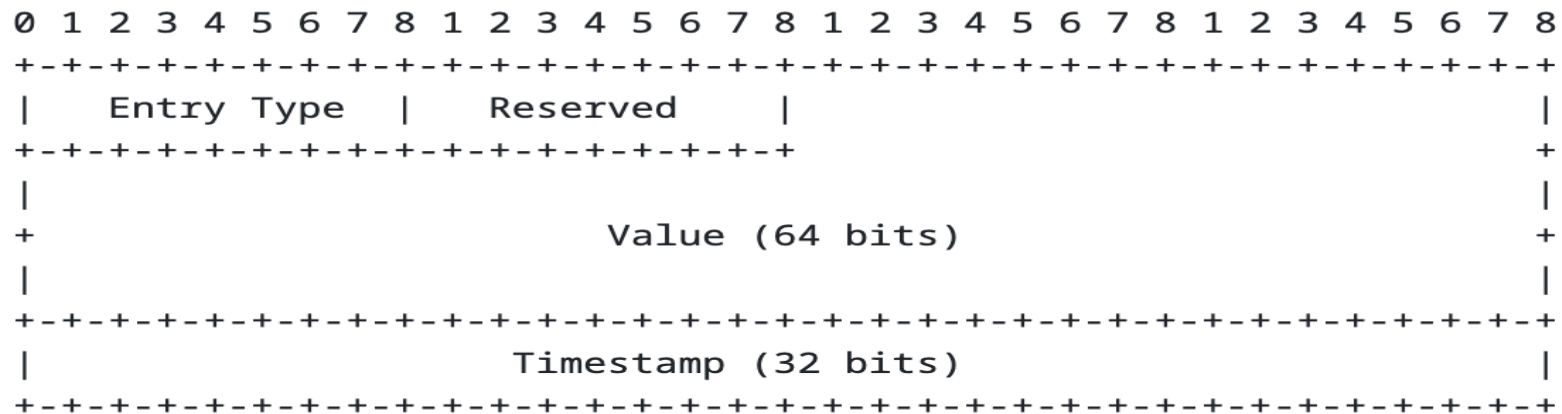 0 1 2 3 4 5 6 7 8 1 2 3 4 5 6 7 8 1 2 3 4 5 6 7 8 1 2 3 4 5 6 7 8
+-+-+-+-+-+-+-+-+-+-+-+-+-+-+-+-+-+-+-+-+-+-+-+-+-+-+-+-+-+-+-+-+
|   Entry Type  |   Reserved    |                               |
+-+-+-+-+-+-+-+-+-+-+-+-+-+-+-+-+                               +
|                                                               |
+                        Value (64 bits)                        +
|                                                               |
+-+-+-+-+-+-+-+-+-+-+-+-+-+-+-+-+-+-+-+-+-+-+-+-+-+-+-+-+-+-+-+-+
|                    Timestamp (32 bits)                        |
+-+-+-+-+-+-+-+-+-+-+-+-+-+-+-+-+-+-+-+-+-+-+-+-+-+-+-+-+-+-+-+-+